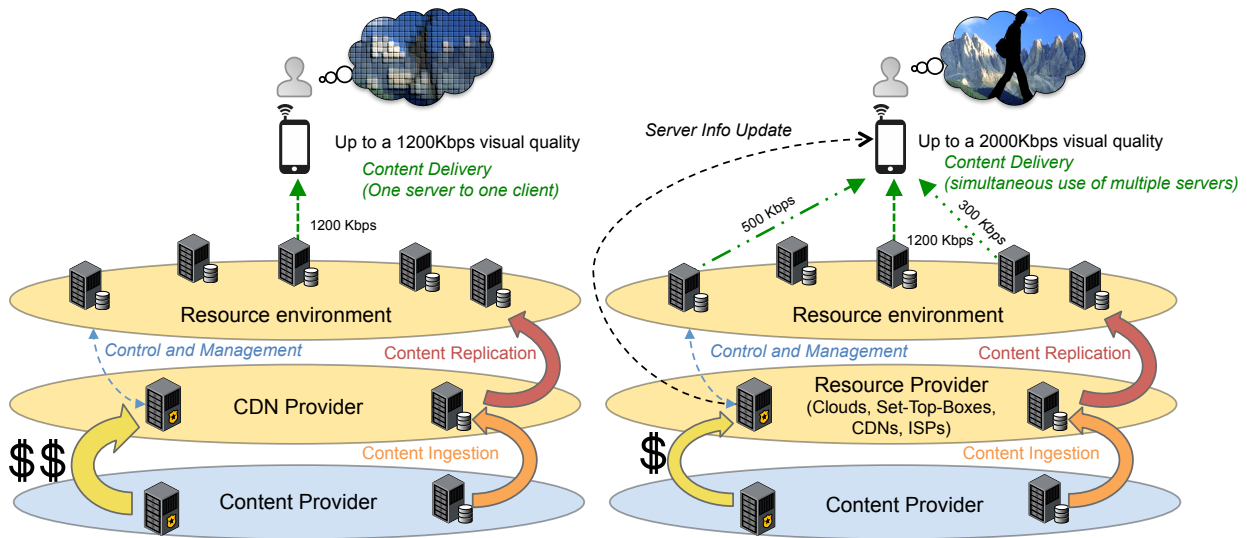 Up to a 1200Kbps visual quality
Content Delivery
(One server to one client)
1200 Kbps
Resource environment
Control and Management
Content Replication
CDN Provider
$$
Content Ingestion
Content Provider
Server Info Update
Up to a 2000Kbps visual quality
Content Delivery
(simultaneous use of multiple servers)
500 Kbps
1200 Kbps
300 Kbps
Resource environment
Control and Management
Content Replication
Resource Provider
(Clouds, Set-Top-Boxes,
CDNs, ISPs)
$
Content Ingestion
Content Provider